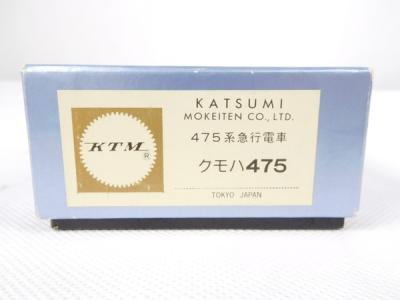 KTM
®
KATSUMI
MOKEITEN CO., LTD.
475系急行電車
クモハ475
TOKYO JAPAN